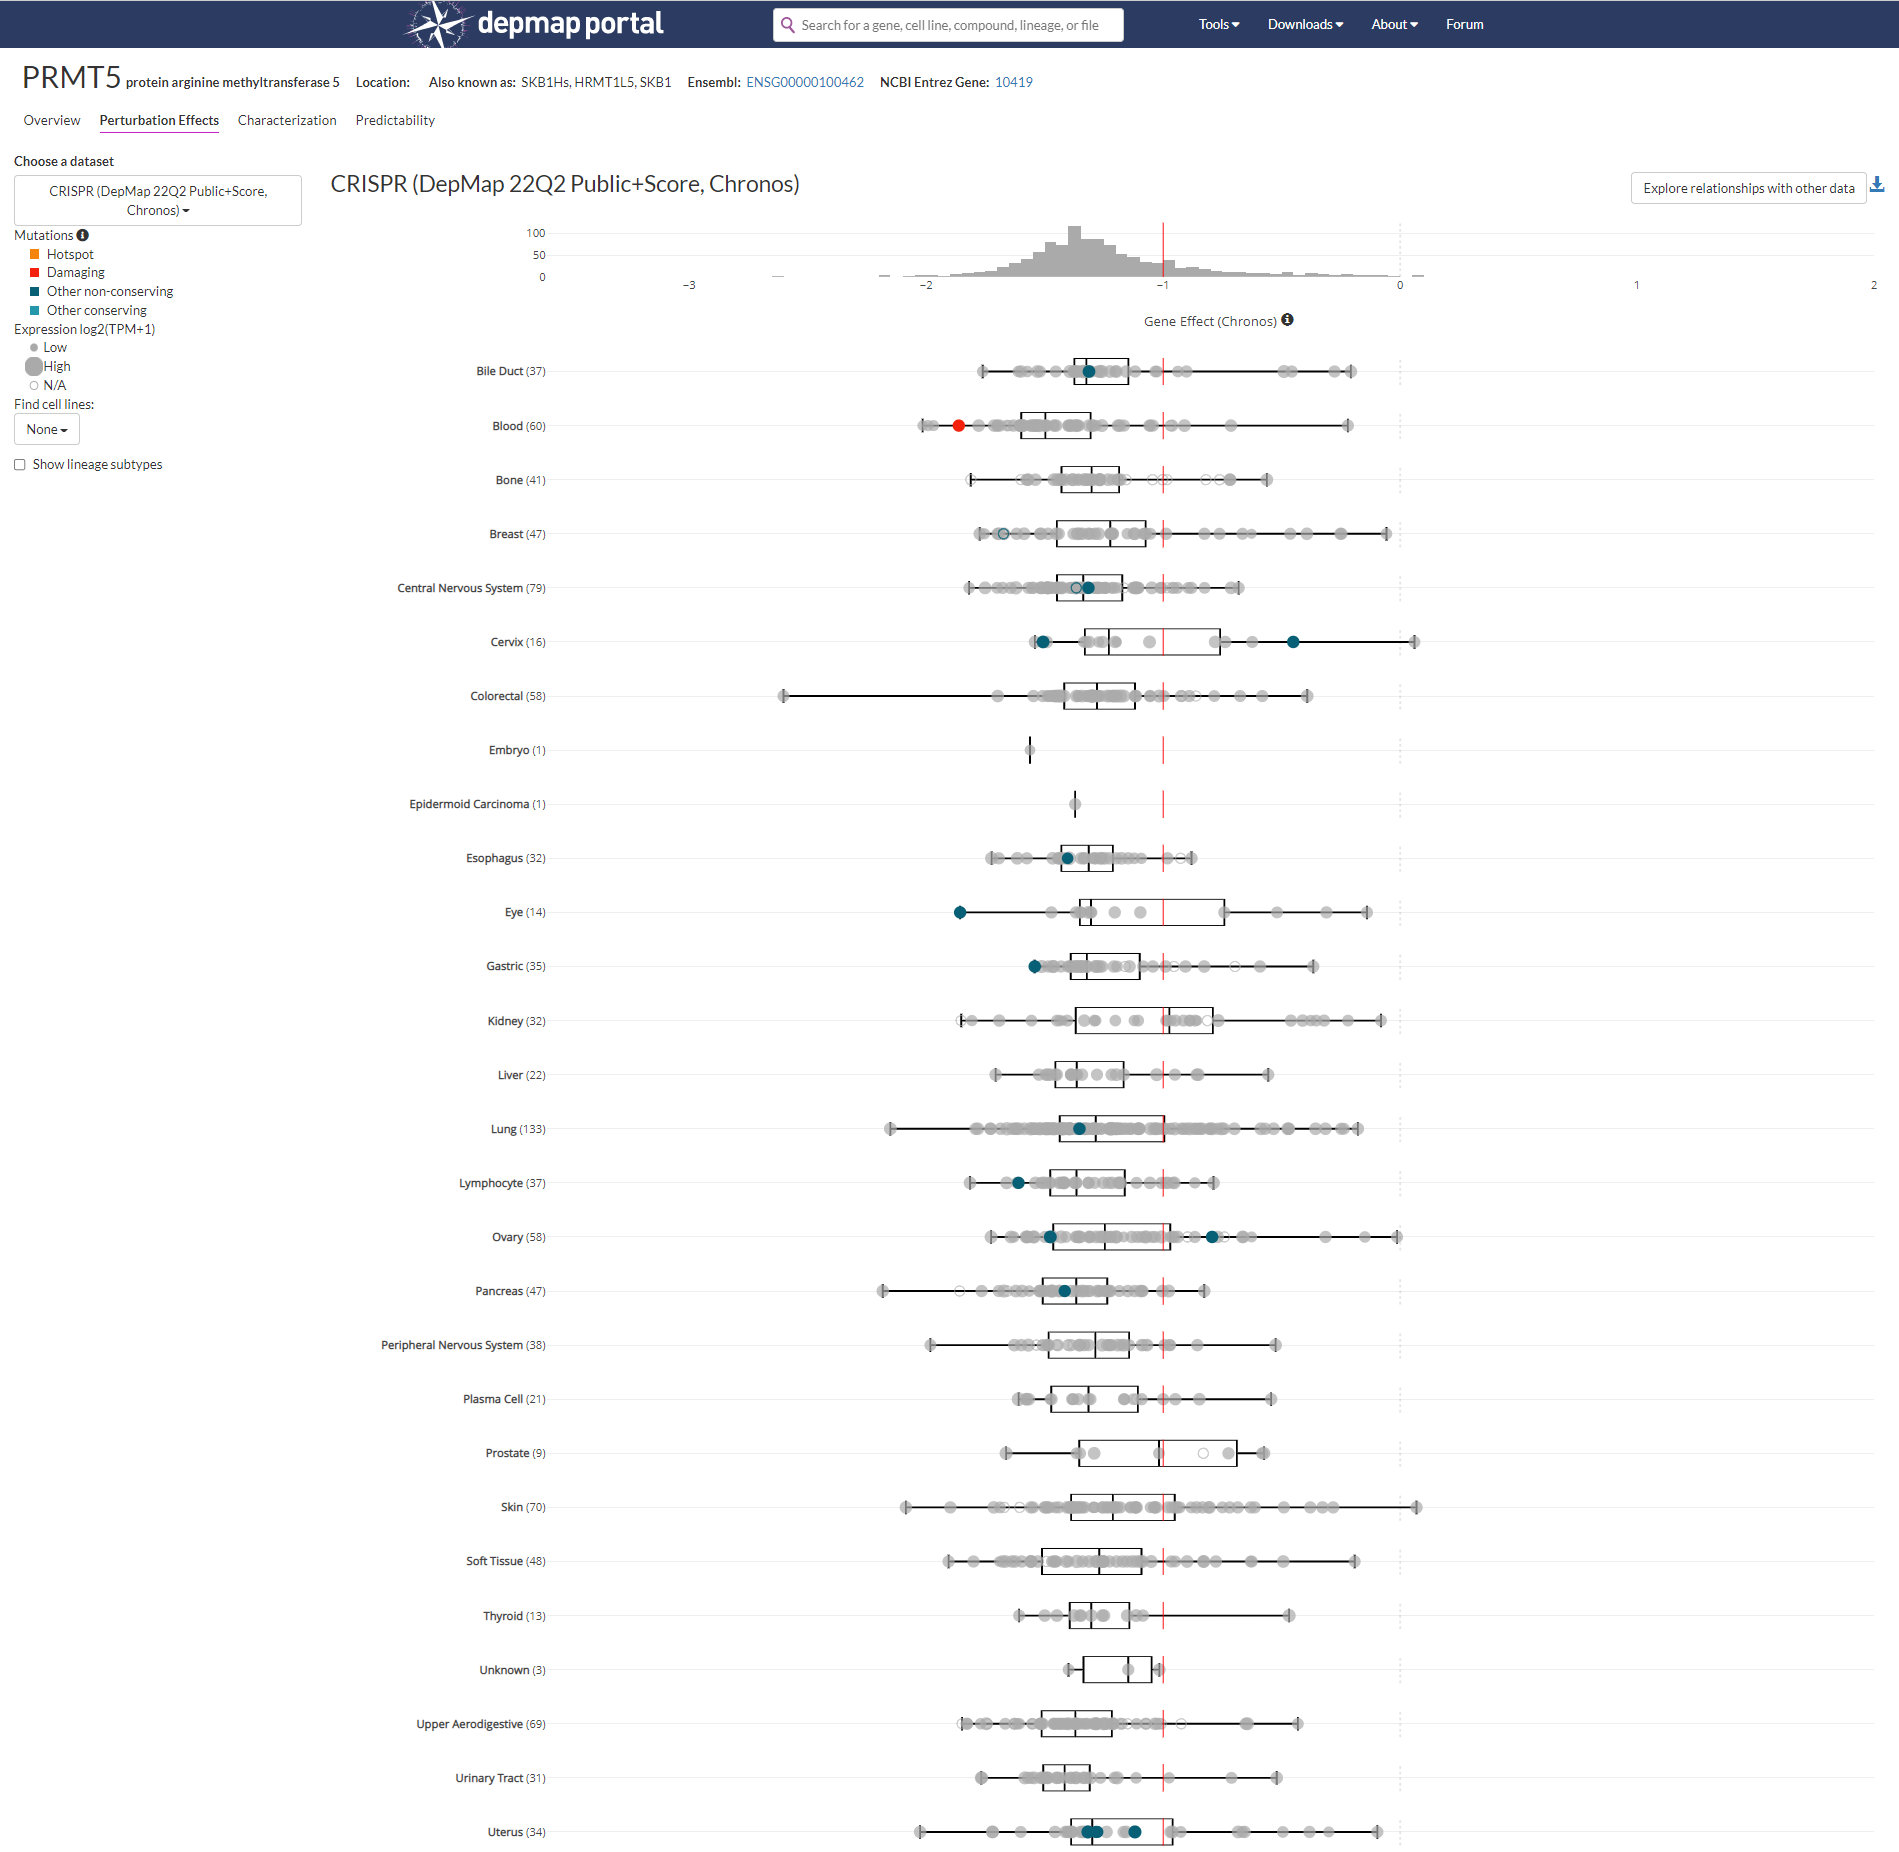 depmap portal
Search for a gene, cell line, compound, lineage, or file
Tools Downloads About Forum
PRMT5 protein arginine methyltransferase 5 Location: Also known as: SKB1Hs, HRMT1L5, SKB1 Ensembl: ENSG00000100462 NCBI Entrez Gene: 10419
Overview Perturbation Effects Characterization Predictability
Choose a dataset
CRISPR (DepMap 22Q2 Public+Score, Chronos)
Mutations
Hotspot
Damaging
Other non-conserving
Other conserving
Expression log2(TPM+1)
Low
High
N/A
Find cell lines:
None
Show lineage subtypes
CRISPR (DepMap 22Q2 Public+Score, Chronos)
Explore relationships with other data
100
50
0
−3 −2 −1 0 1 2
Gene Effect (Chronos)
Bile Duct (37)
Blood (60)
Bone (41)
Breast (47)
Central Nervous System (79)
Cervix (16)
Colorectal (58)
Embryo (1)
Epidermoid Carcinoma (1)
Esophagus (32)
Eye (14)
Gastric (35)
Kidney (32)
Liver (22)
Lung (133)
Lymphocyte (37)
Ovary (58)
Pancreas (47)
Peripheral Nervous System (38)
Plasma Cell (21)
Prostate (9)
Skin (70)
Soft Tissue (48)
Thyroid (13)
Unknown (3)
Upper Aerodigestive (69)
Urinary Tract (31)
Uterus (34)